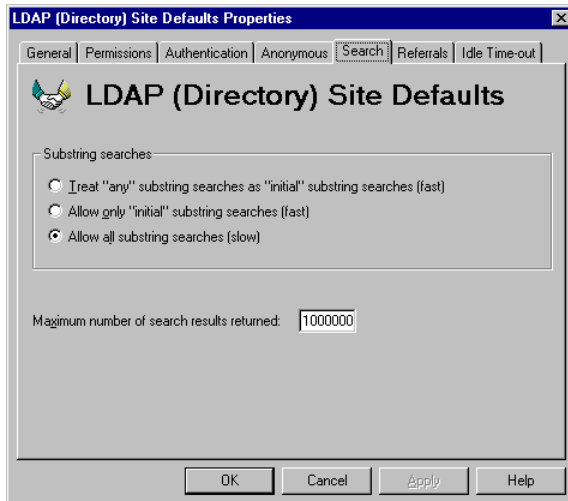 LDAP (Directory) Site Defaults Properties
General Permissions Authentication Anonymous Search Referrals Idle Time-out
LDAP (Directory) Site Defaults
Substring searches
Treat "any" substring searches as "initial" substring searches (fast)
Allow only "initial" substring searches (fast)
Allow all substring searches (slow)
Maximum number of search results returned: 1000000
OK Cancel Apply Help